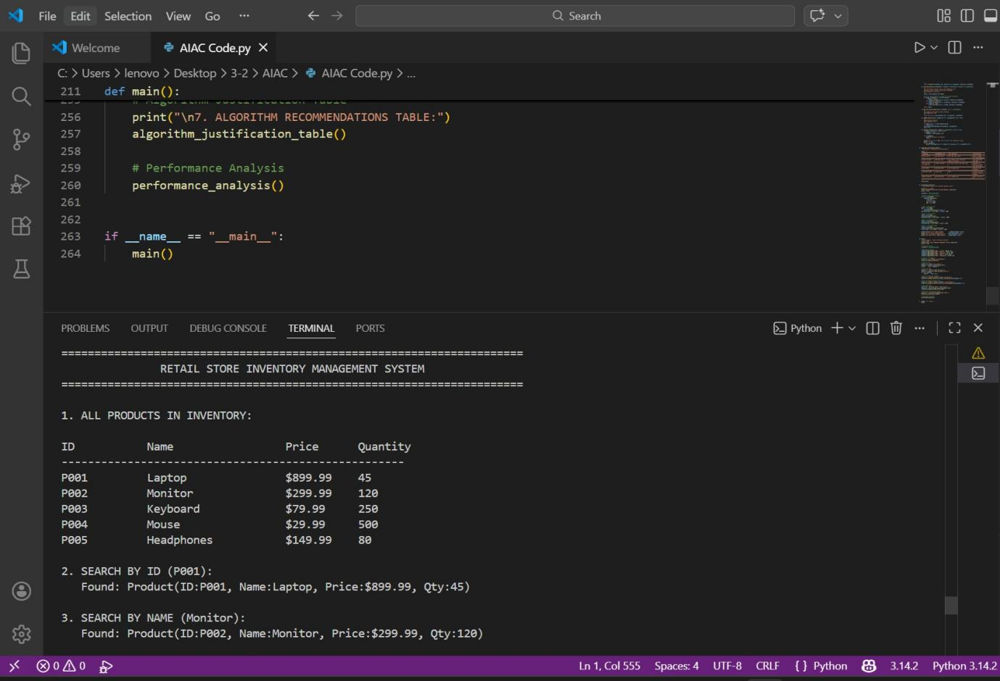 File Edit Selection View Go ··· Search
Welcome AIAC Code.py
C: > Users > lenovo > Desktop > 3-2 > AIAC > AIAC Code.py > ...
211 def main():
# Algorithm Justification Table
256 print("\n7. ALGORITHM RECOMMENDATIONS TABLE:")
257 algorithm_justification_table()
258
259 # Performance Analysis
260 performance_analysis()
261
262
263 if __name__ == "__main__":
264 main()
PROBLEMS OUTPUT DEBUG CONSOLE TERMINAL PORTS Python
======================================================================
RETAIL STORE INVENTORY MANAGEMENT SYSTEM
======================================================================
1. ALL PRODUCTS IN INVENTORY:
ID Name Price Quantity
----------------------------------------------------
P001 Laptop $899.99 45
P002 Monitor $299.99 120
P003 Keyboard $79.99 250
P004 Mouse $29.99 500
P005 Headphones $149.99 80
2. SEARCH BY ID (P001):
Found: Product(ID:P001, Name:Laptop, Price:$899.99, Qty:45)
3. SEARCH BY NAME (Monitor):
Found: Product(ID:P002, Name:Monitor, Price:$299.99, Qty:120)
0 0 Ln 1, Col 555 Spaces: 4 UTF-8 CRLF { } Python 3.14.2 Python 3.14.2